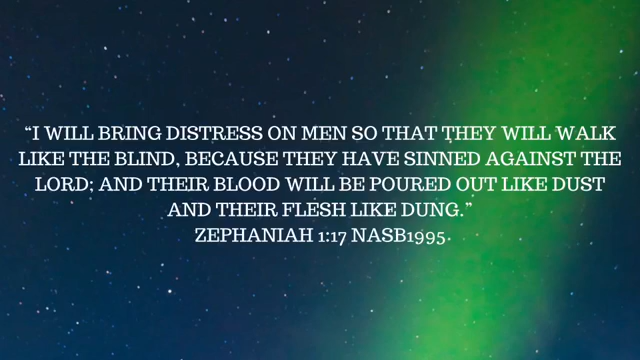 “I WILL BRING DISTRESS ON MEN SO THAT THEY WILL WALK
LIKE THE BLIND, BECAUSE THEY HAVE SINNED AGAINST THE
LORD; AND THEIR BLOOD WILL BE POURED OUT LIKE DUST
AND THEIR FLESH LIKE DUNG.”
ZEPHANIAH 1:17 NASB1995